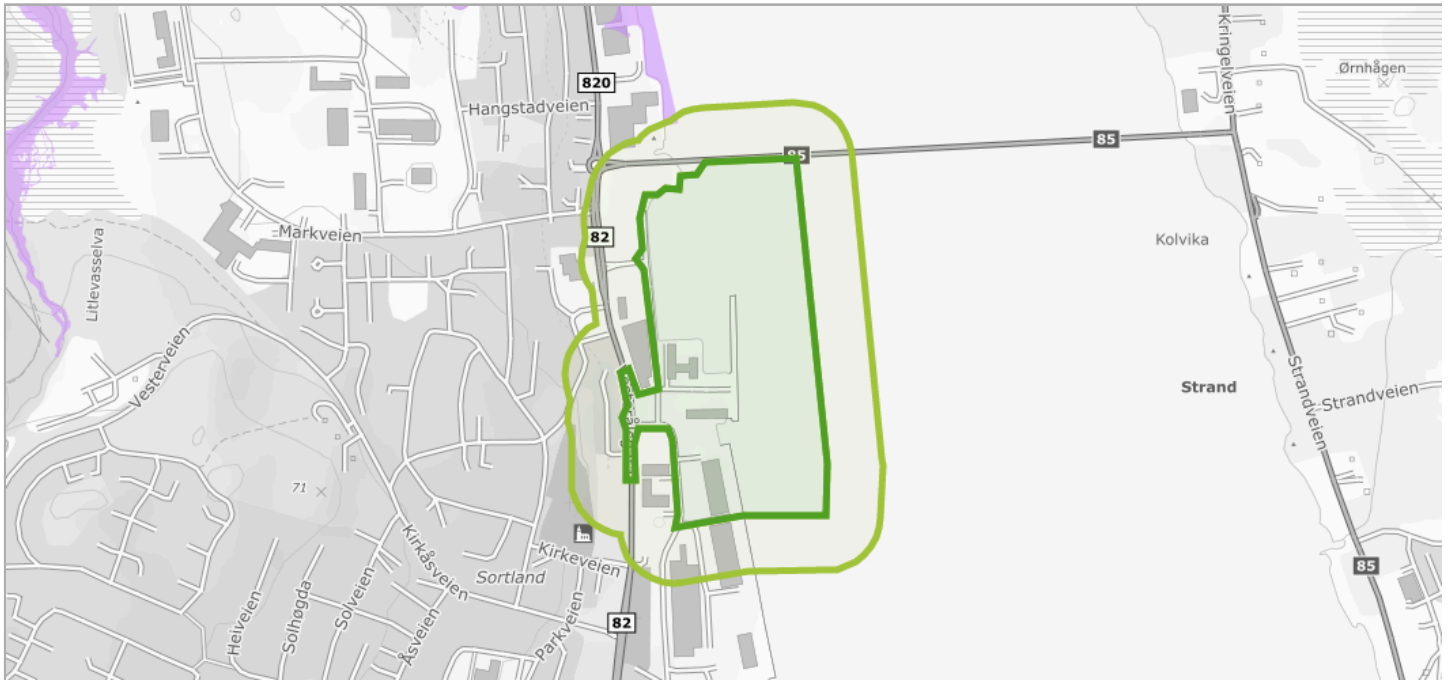 Kringelveien
Ørnhågen
820
Hangstadveien
85
85
Markveien
82
Kolvika
Litlevasselva
Vesterveien
Strand
Strandveien
Strandveien
71
Kirkåsveien
Kirkeveien
Sortland
85
Heiveien
Solhøgda
Solveien
Åsveien
Parkveien
82